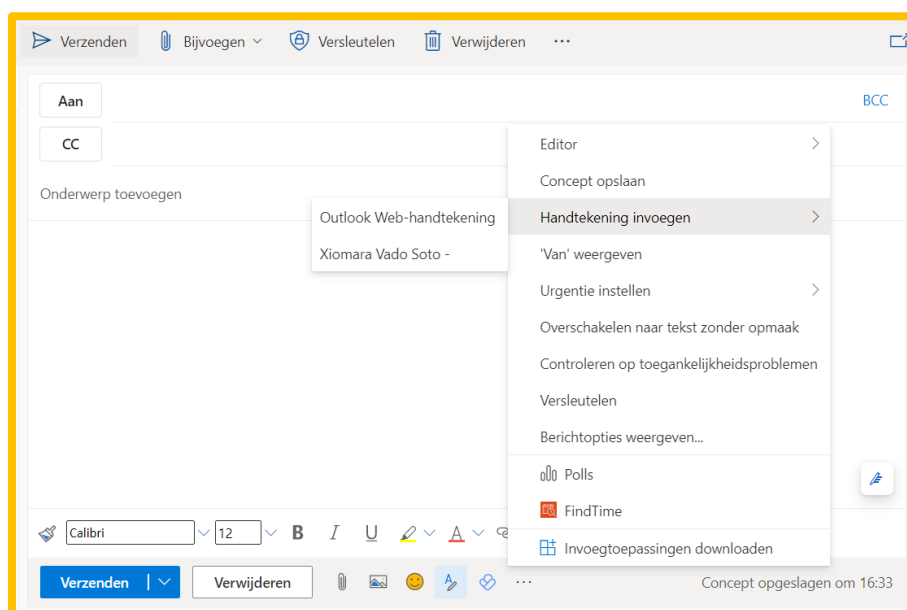 Verzenden Bijvoegen Versleutelen Verwijderen ...
Aan BCC
CC
Onderwerp toevoegen
Editor
Concept opslaan
Handtekening invoegen
Outlook Web-handtekening
Xiomara Vado Soto -
'Van' weergeven
Urgentie instellen
Overschakelen naar tekst zonder opmaak
Controleren op toegankelijkheidsproblemen
Versleutelen
Berichtopties weergeven...
Polls
FindTime
Invoegtoepassingen downloaden
Calibri 12 B I U A
Verzenden Verwijderen ... Concept opgeslagen om 16:33